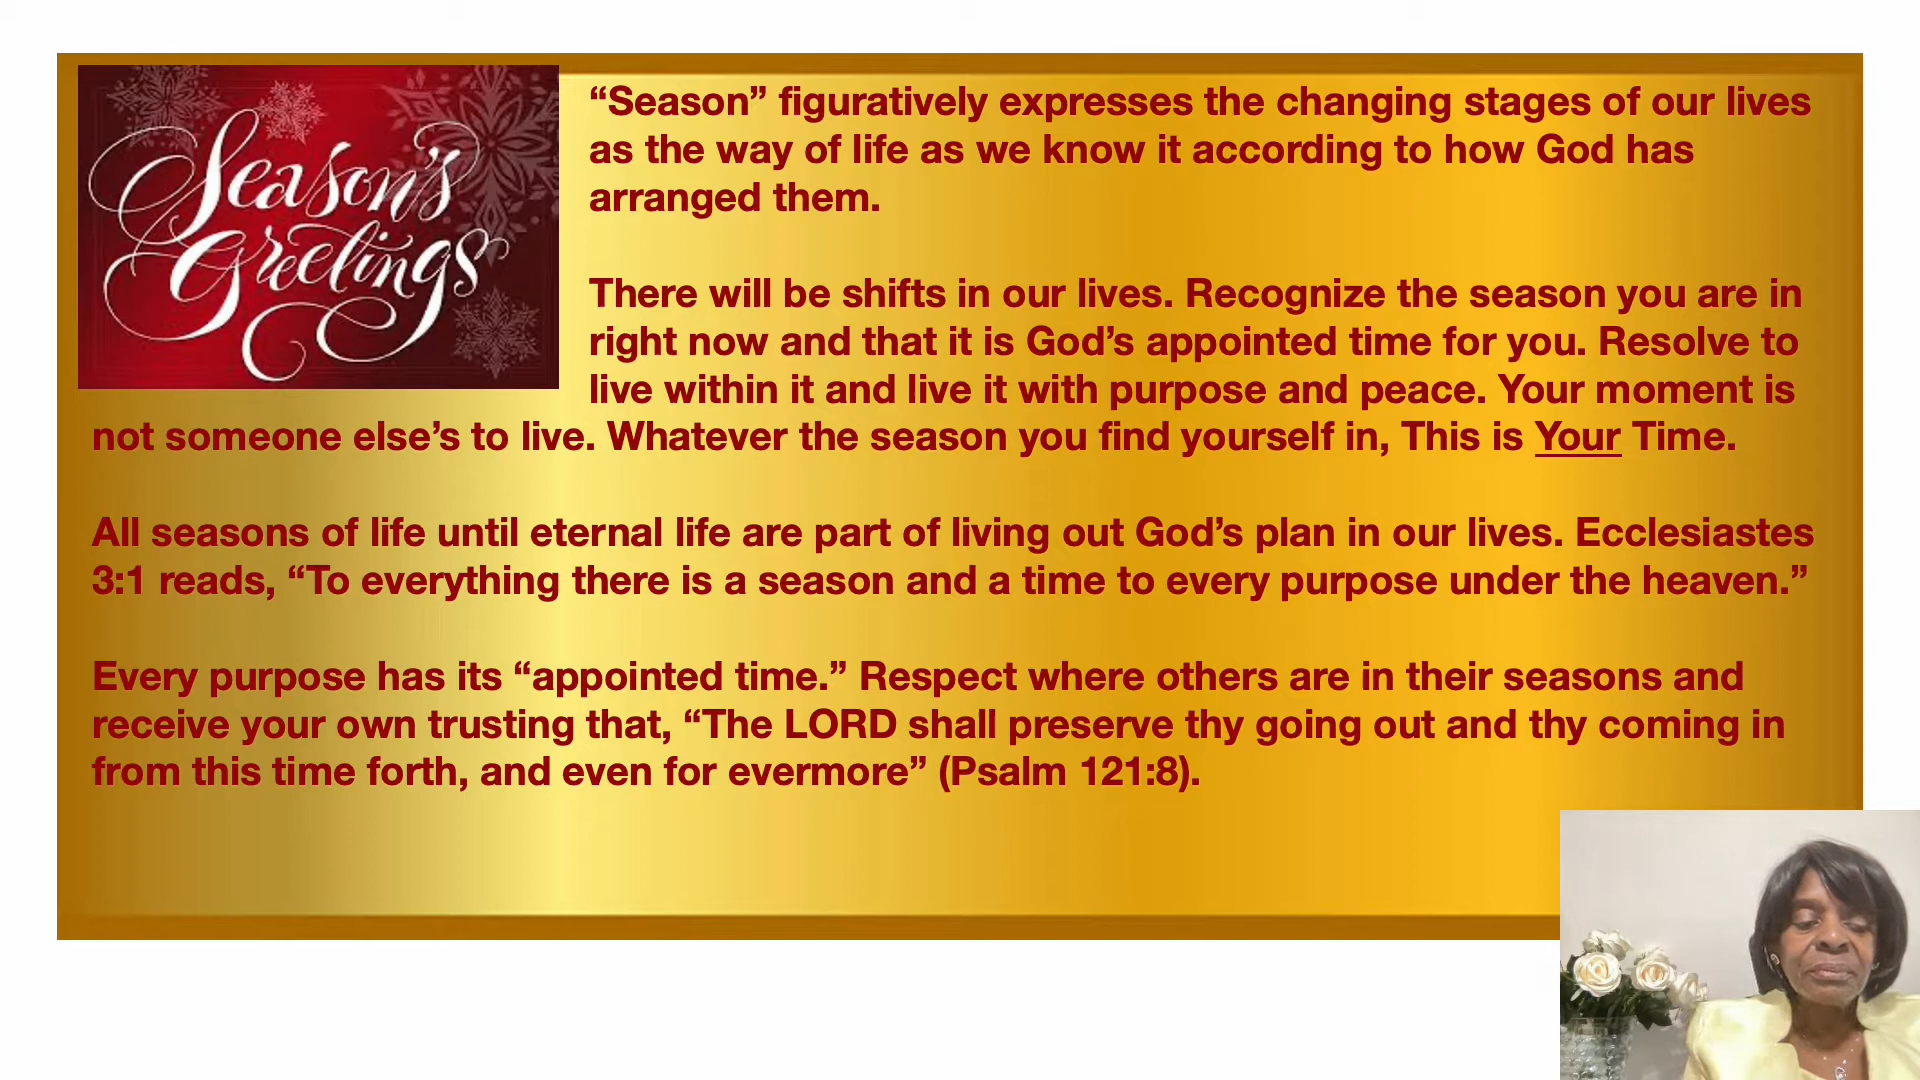 Season's
Greetings
“Season” figuratively expresses the changing stages of our lives
as the way of life as we know it according to how God has
arranged them.
There will be shifts in our lives. Recognize the season you are in
right now and that it is God’s appointed time for you. Resolve to
live within it and live it with purpose and peace. Your moment is
not someone else’s to live. Whatever the season you find yourself in, This is Your Time.
All seasons of life until eternal life are part of living out God’s plan in our lives. Ecclesiastes
3:1 reads, “To everything there is a season and a time to every purpose under the heaven.”
Every purpose has its “appointed time.” Respect where others are in their seasons and
receive your own trusting that, “The LORD shall preserve thy going out and thy coming in
from this time forth, and even for evermore” (Psalm 121:8).